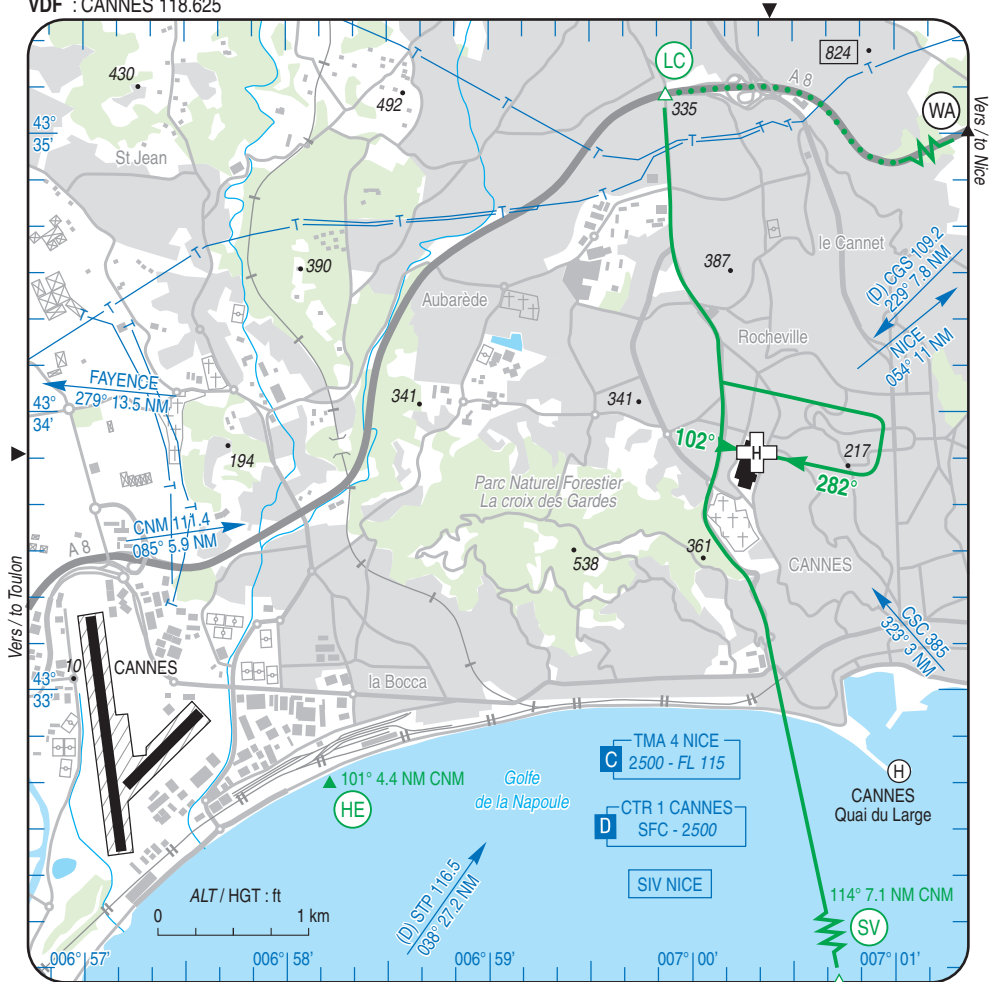 VDF : CANNES 118.625
430
492
LC
824
335
A 8
WA
43°
35'
Vers / to Nice
St Jean
le Cannet
390
387
(D) CGS 109.2
229° 7.8 NM
Aubarède
Rocheville
NICE
054° 11 NM
FAYENCE
279° 13.5 NM
43°
34'
341
341
194
102°
H
217
282°
Parc Naturel Forestier
La croix des Gardes
CNM 111.4
085° 5.9 NM
A 8
538
361
CANNES
Vers / to Toulon
CSC 385
323° 3 NM
10
CANNES
43°
33'
la Bocca
TMA 4 NICE
C
2500 - FL 115
101° 4.4 NM CNM
HE
Golfe
de la Napoule
H
CANNES
Quai du Large
CTR 1 CANNES
D
SFC - 2500
SIV NICE
(D) STP 116.5
038° 27.2 NM
ALT / HGT : ft
0
1 km
114° 7.1 NM CNM
SV
006° 57'
006° 58'
006° 59'
007° 00'
007° 01'